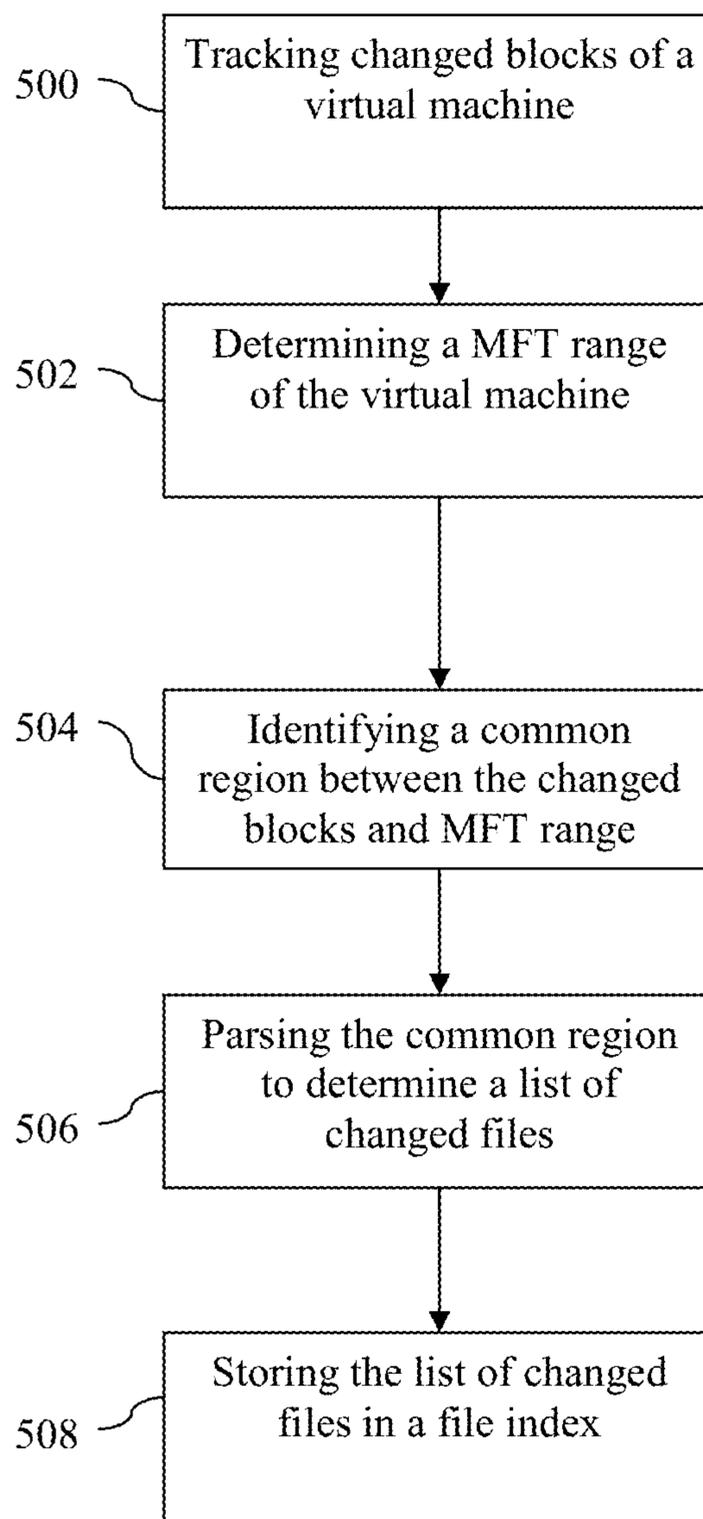 500
Tracking changed blocks of a
virtual machine
502
Determining a MFT range
of the virtual machine
504
Identifying a common
region between the changed
blocks and MFT range
506
Parsing the common region
to determine a list of
changed files
508
Storing the list of changed
files in a file index